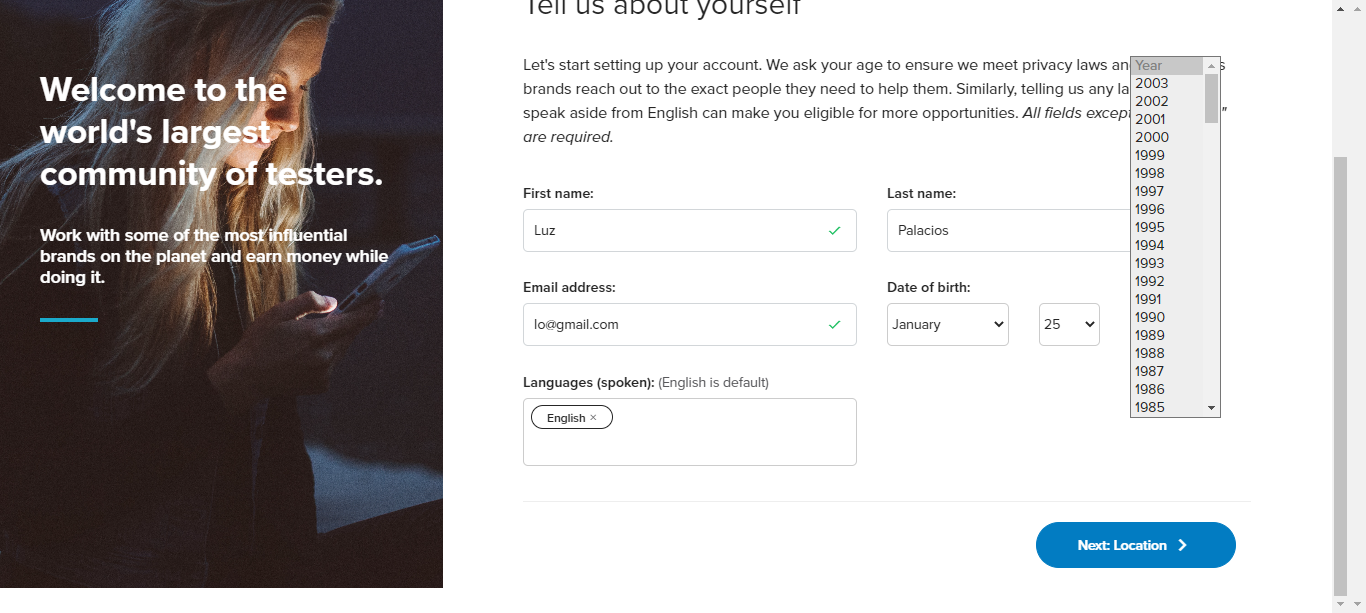 Welcome to the
world's largest
community of testers.
Work with some of the most influential
brands on the planet and earn money while
doing it.
Tell us about yourself
Let's start setting up your account. We ask your age to ensure we meet privacy laws
brands reach out to the exact people they need to help them. Similarly, telling us any
speak aside from English can make you eligible for more opportunities. All fields
are required.
First name:
Luz
Last name:
Palacios
Email address:
lo@gmail.com
Date of birth:
January
25
Year
2003
2002
2001
2000
1999
1998
1997
1996
1995
1994
1993
1992
1991
1990
1989
1988
1987
1986
1985
Languages (spoken): (English is default)
English ×
Next: Location